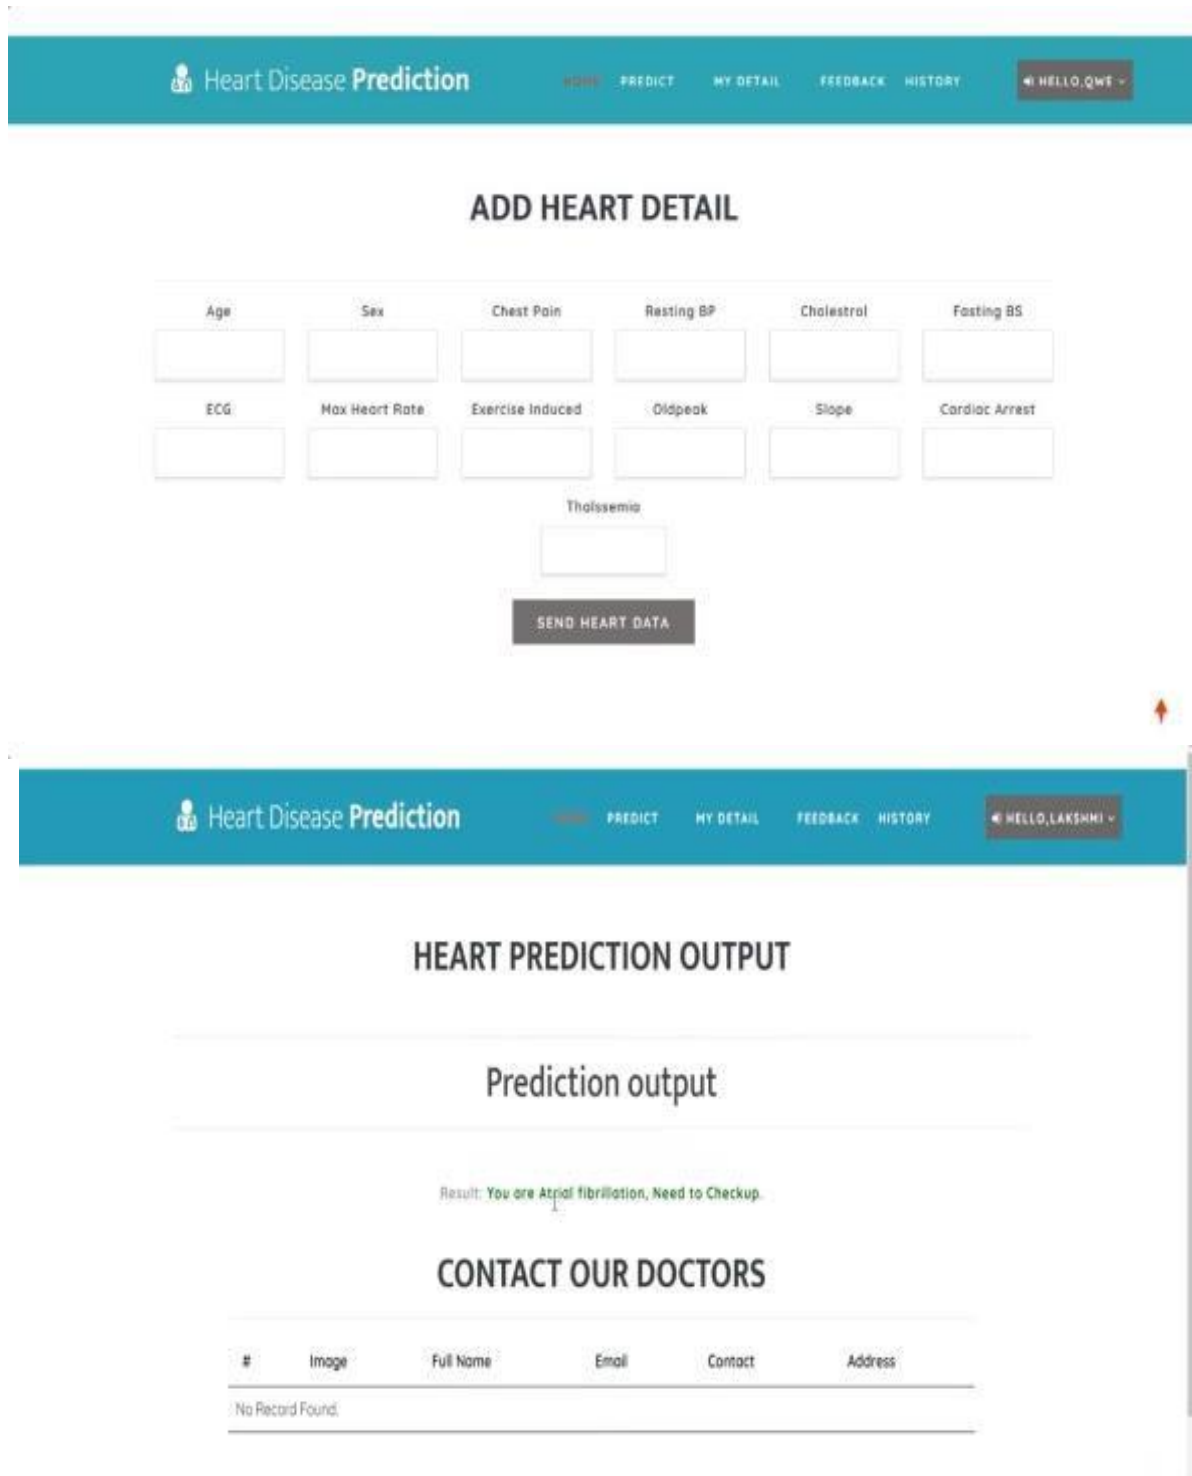 Heart Disease Prediction HOME PREDICT MY DETAIL FEEDBACK HISTORY HELLO,QWE
ADD HEART DETAIL
Age Sex Chest Pain Resting BP Cholestrol Fasting BS
ECG Max Heart Rate Exercise Induced Oldpeak Slope Cardiac Arrest
Thalssemia
SEND HEART DATA
Heart Disease Prediction PREDICT MY DETAIL FEEDBACK HISTORY HELLO,LAKSHMI
HEART PREDICTION OUTPUT
Prediction output
Result: You are Atrial fibrillation, Need to Checkup.
CONTACT OUR DOCTORS
# Image Full Name Email Contact Address
No Record Found.